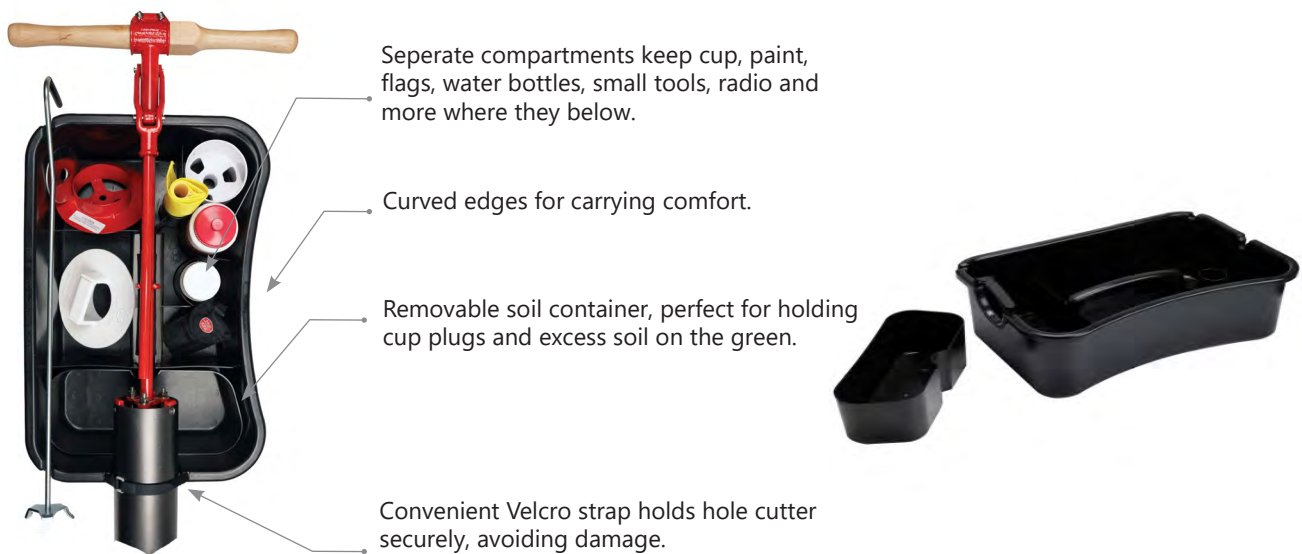 Seperate compartments keep cup, paint,
flags, water bottles, small tools, radio and
more where they below.
Curved edges for carrying comfort.
Removable soil container, perfect for holding
cup plugs and excess soil on the green.
Convenient Velcro strap holds hole cutter
securely, avoiding damage.